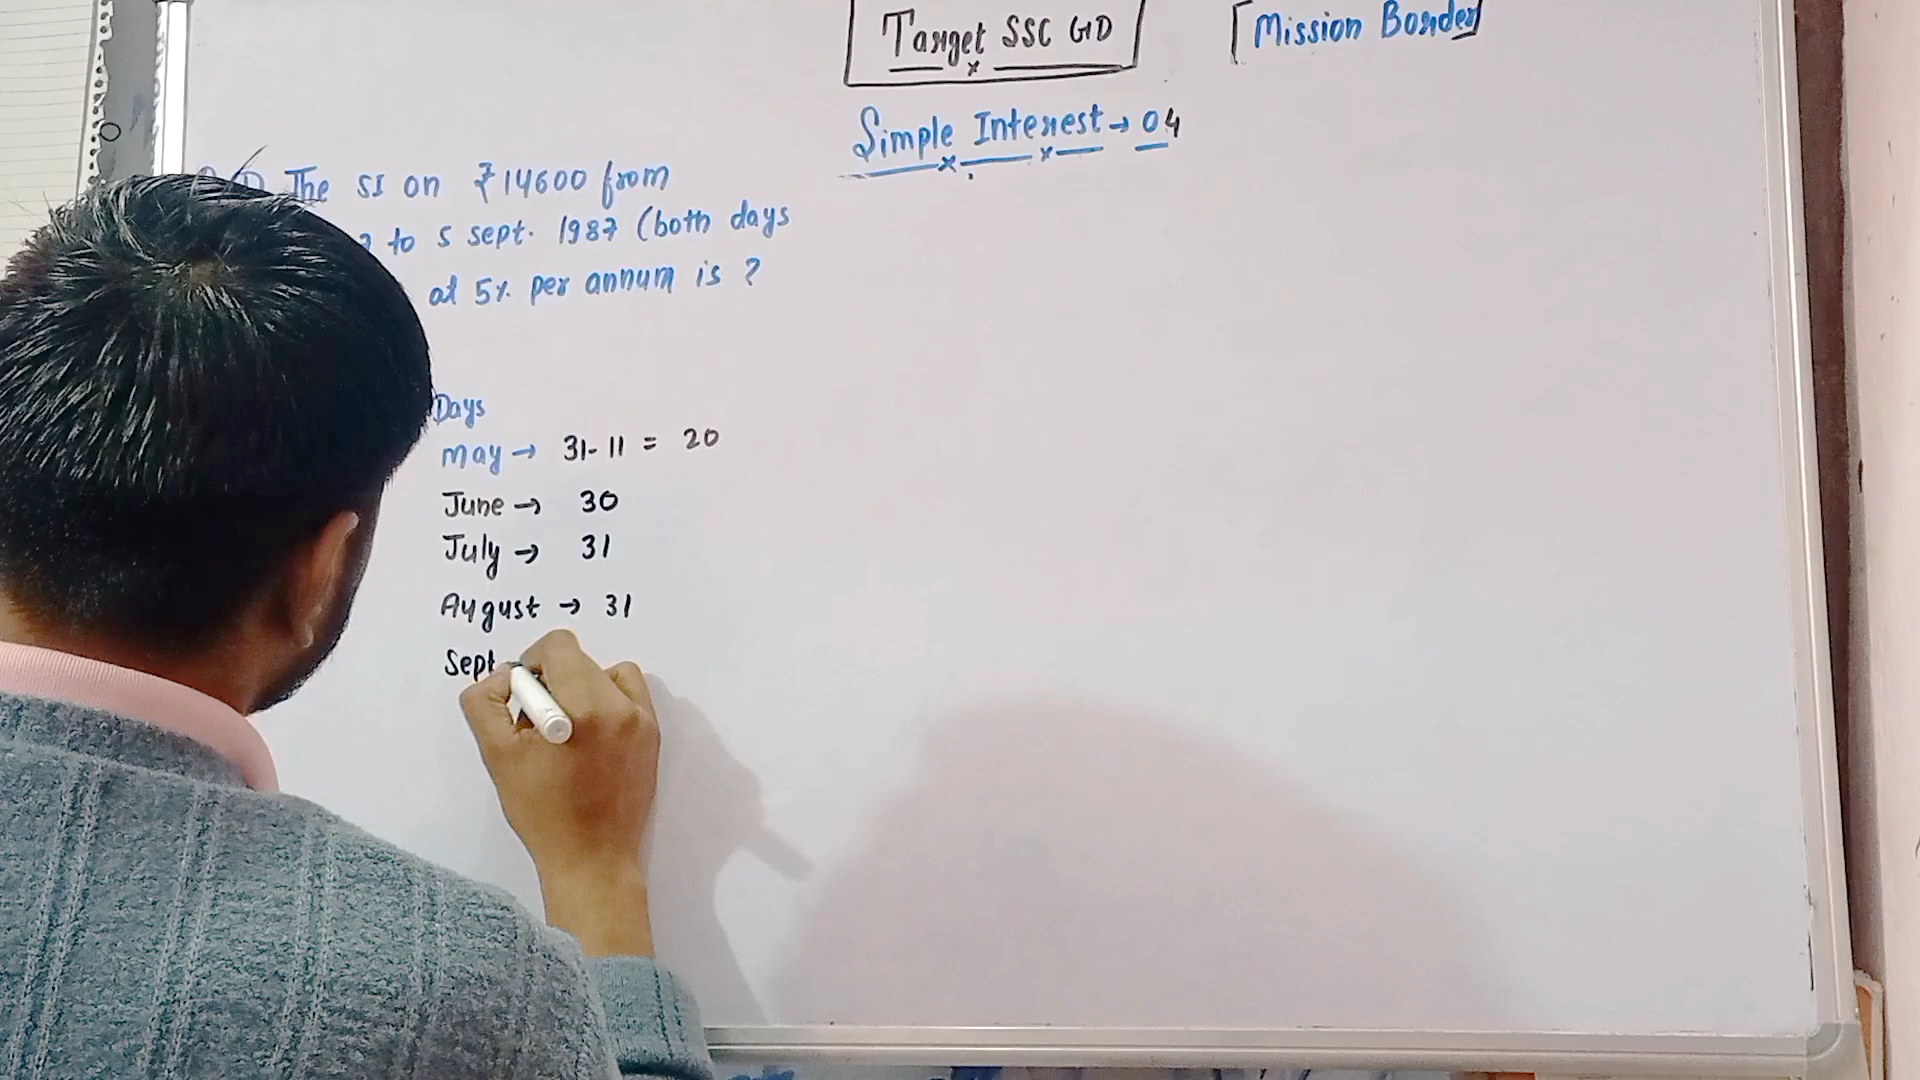 Target SSC GD
[Mission Border]
Simple Interest → 04
The SI on ₹14600 from
to 5 sept. 1987 (both days
at 5% per annum is ?
Days
May → 31-11 = 20
June → 30
July → 31
August → 31
Sept